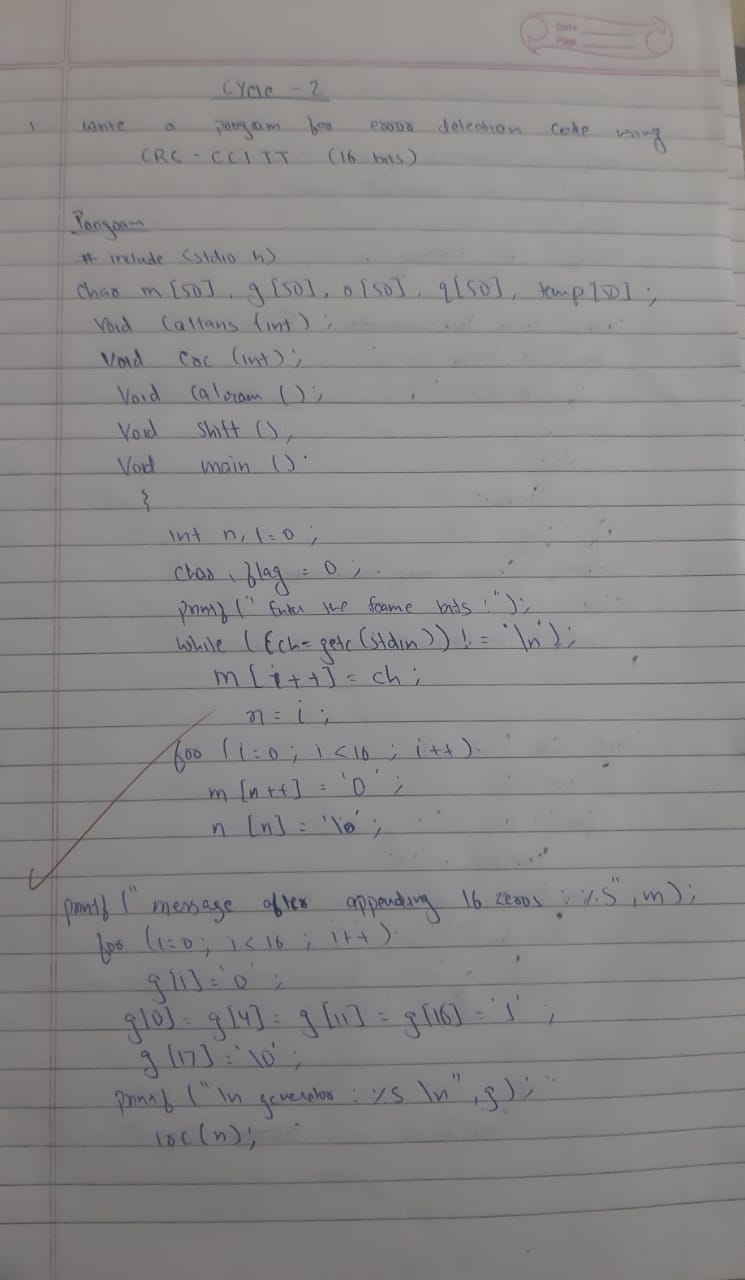 Date
Page
Cycle - 2
1 Write a program for error detection code using
CRC - CCITT (16 bits)
Program
# include (stdio h)
Char m [50], g [50], r [50], q[50], temp [50] ;
Void Caltrans (int) ;
Void Crc (int);
Void Calram ();
Void Shift ();
Void main ()
{
int n, i=0 ;
char, flag = 0 ;
printf (" Enter the frame bits :");
while ((ch= getc (stdin)) != '\n');
m [i++] = ch ;
n = i ;
for (i=0; i<16 ; i++)
m [n++] = '0' ;
n [n] = '\0' ;
printf (" message after appending 16 zeros : %S", m);
for (i=0; i<16 ; i++)
g [i] = '0' ;
g[0] = g [4] = g [11] = g [16] = '1' ;
g [17] = '\0' ;
printf ("\n generator : %S \n", g);
crc (n);